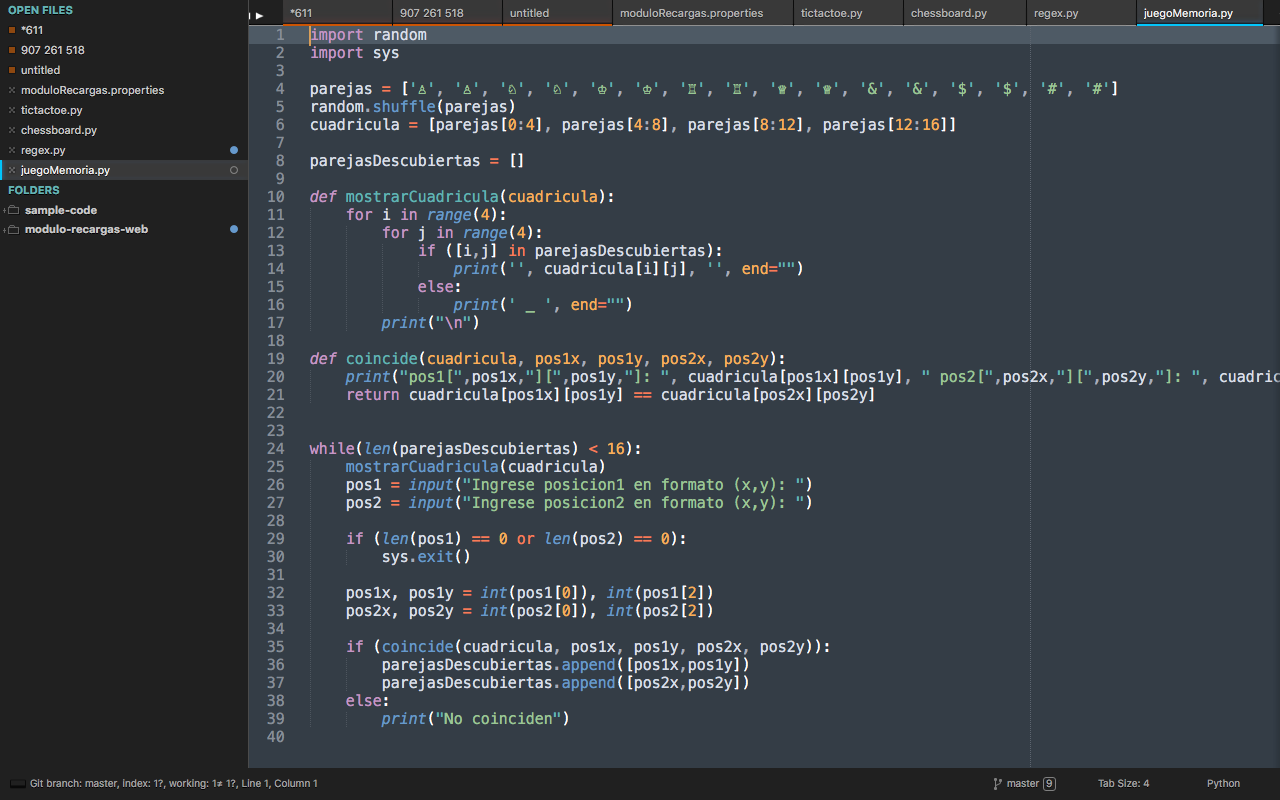 OPEN FILES
*611
907 261 518
untitled
moduloRecargas.properties
tictactoe.py
chessboard.py
regex.py
juegoMemoria.py
FOLDERS
sample-code
modulo-recargas-web
*611 907 261 518 untitled moduloRecargas.properties tictactoe.py chessboard.py regex.py juegoMemoria.py
1 import random
2 import sys
3
4 parejas = ['♙', '♙', '♘', '♘', '♔', '♔', '♖', '♖', '♕', '♕', '&', '&', '$', '$', '#', '#']
5 random.shuffle(parejas)
6 cuadricula = [parejas[0:4], parejas[4:8], parejas[8:12], parejas[12:16]]
7
8 parejasDescubiertas = []
9
10 def mostrarCuadricula(cuadricula):
11     for i in range(4):
12         for j in range(4):
13             if ([i,j] in parejasDescubiertas):
14                 print('', cuadricula[i][j], '', end="")
15             else:
16                 print(' _ ', end="")
17         print("\n")
18
19 def coincide(cuadricula, pos1x, pos1y, pos2x, pos2y):
20     print("pos1[",pos1x,"][",pos1y,"]: ", cuadricula[pos1x][pos1y], " pos2[",pos2x,"][",pos2y,"]: ", cuadric
21     return cuadricula[pos1x][pos1y] == cuadricula[pos2x][pos2y]
22
23
24 while(len(parejasDescubiertas) < 16):
25     mostrarCuadricula(cuadricula)
26     pos1 = input("Ingrese posicion1 en formato (x,y): ")
27     pos2 = input("Ingrese posicion2 en formato (x,y): ")
28
29     if (len(pos1) == 0 or len(pos2) == 0):
30         sys.exit()
31
32     pos1x, pos1y = int(pos1[0]), int(pos1[2])
33     pos2x, pos2y = int(pos2[0]), int(pos2[2])
34
35     if (coincide(cuadricula, pos1x, pos1y, pos2x, pos2y)):
36         parejasDescubiertas.append([pos1x,pos1y])
37         parejasDescubiertas.append([pos2x,pos2y])
38     else:
39         print("No coinciden")
40
Git branch: master, index: 1?, working: 1≠ 1?, Line 1, Column 1 master 9 Tab Size: 4 Python